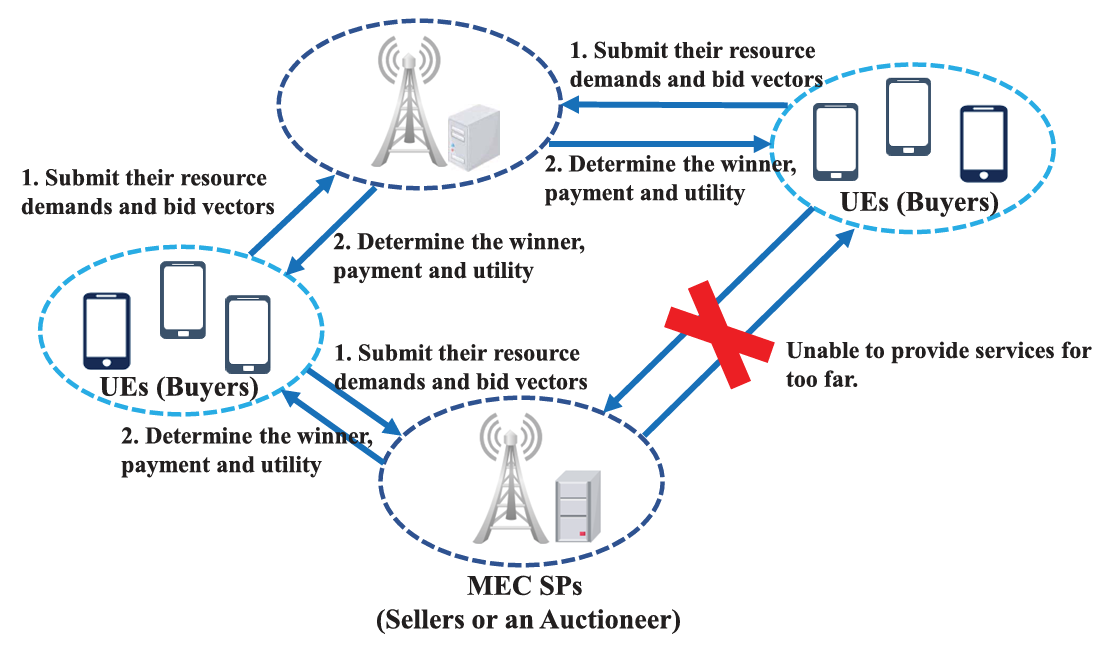 1. Submit their resource
demands and bid vectors
2. Determine the winner,
payment and utility
UEs (Buyers)
1. Submit their resource
demands and bid vectors
2. Determine the winner,
payment and utility
UEs (Buyers)
1. Submit their resource
demands and bid vectors
2. Determine the winner,
payment and utility
Unable to provide services for
too far.
MEC SPs
(Sellers or an Auctioneer)